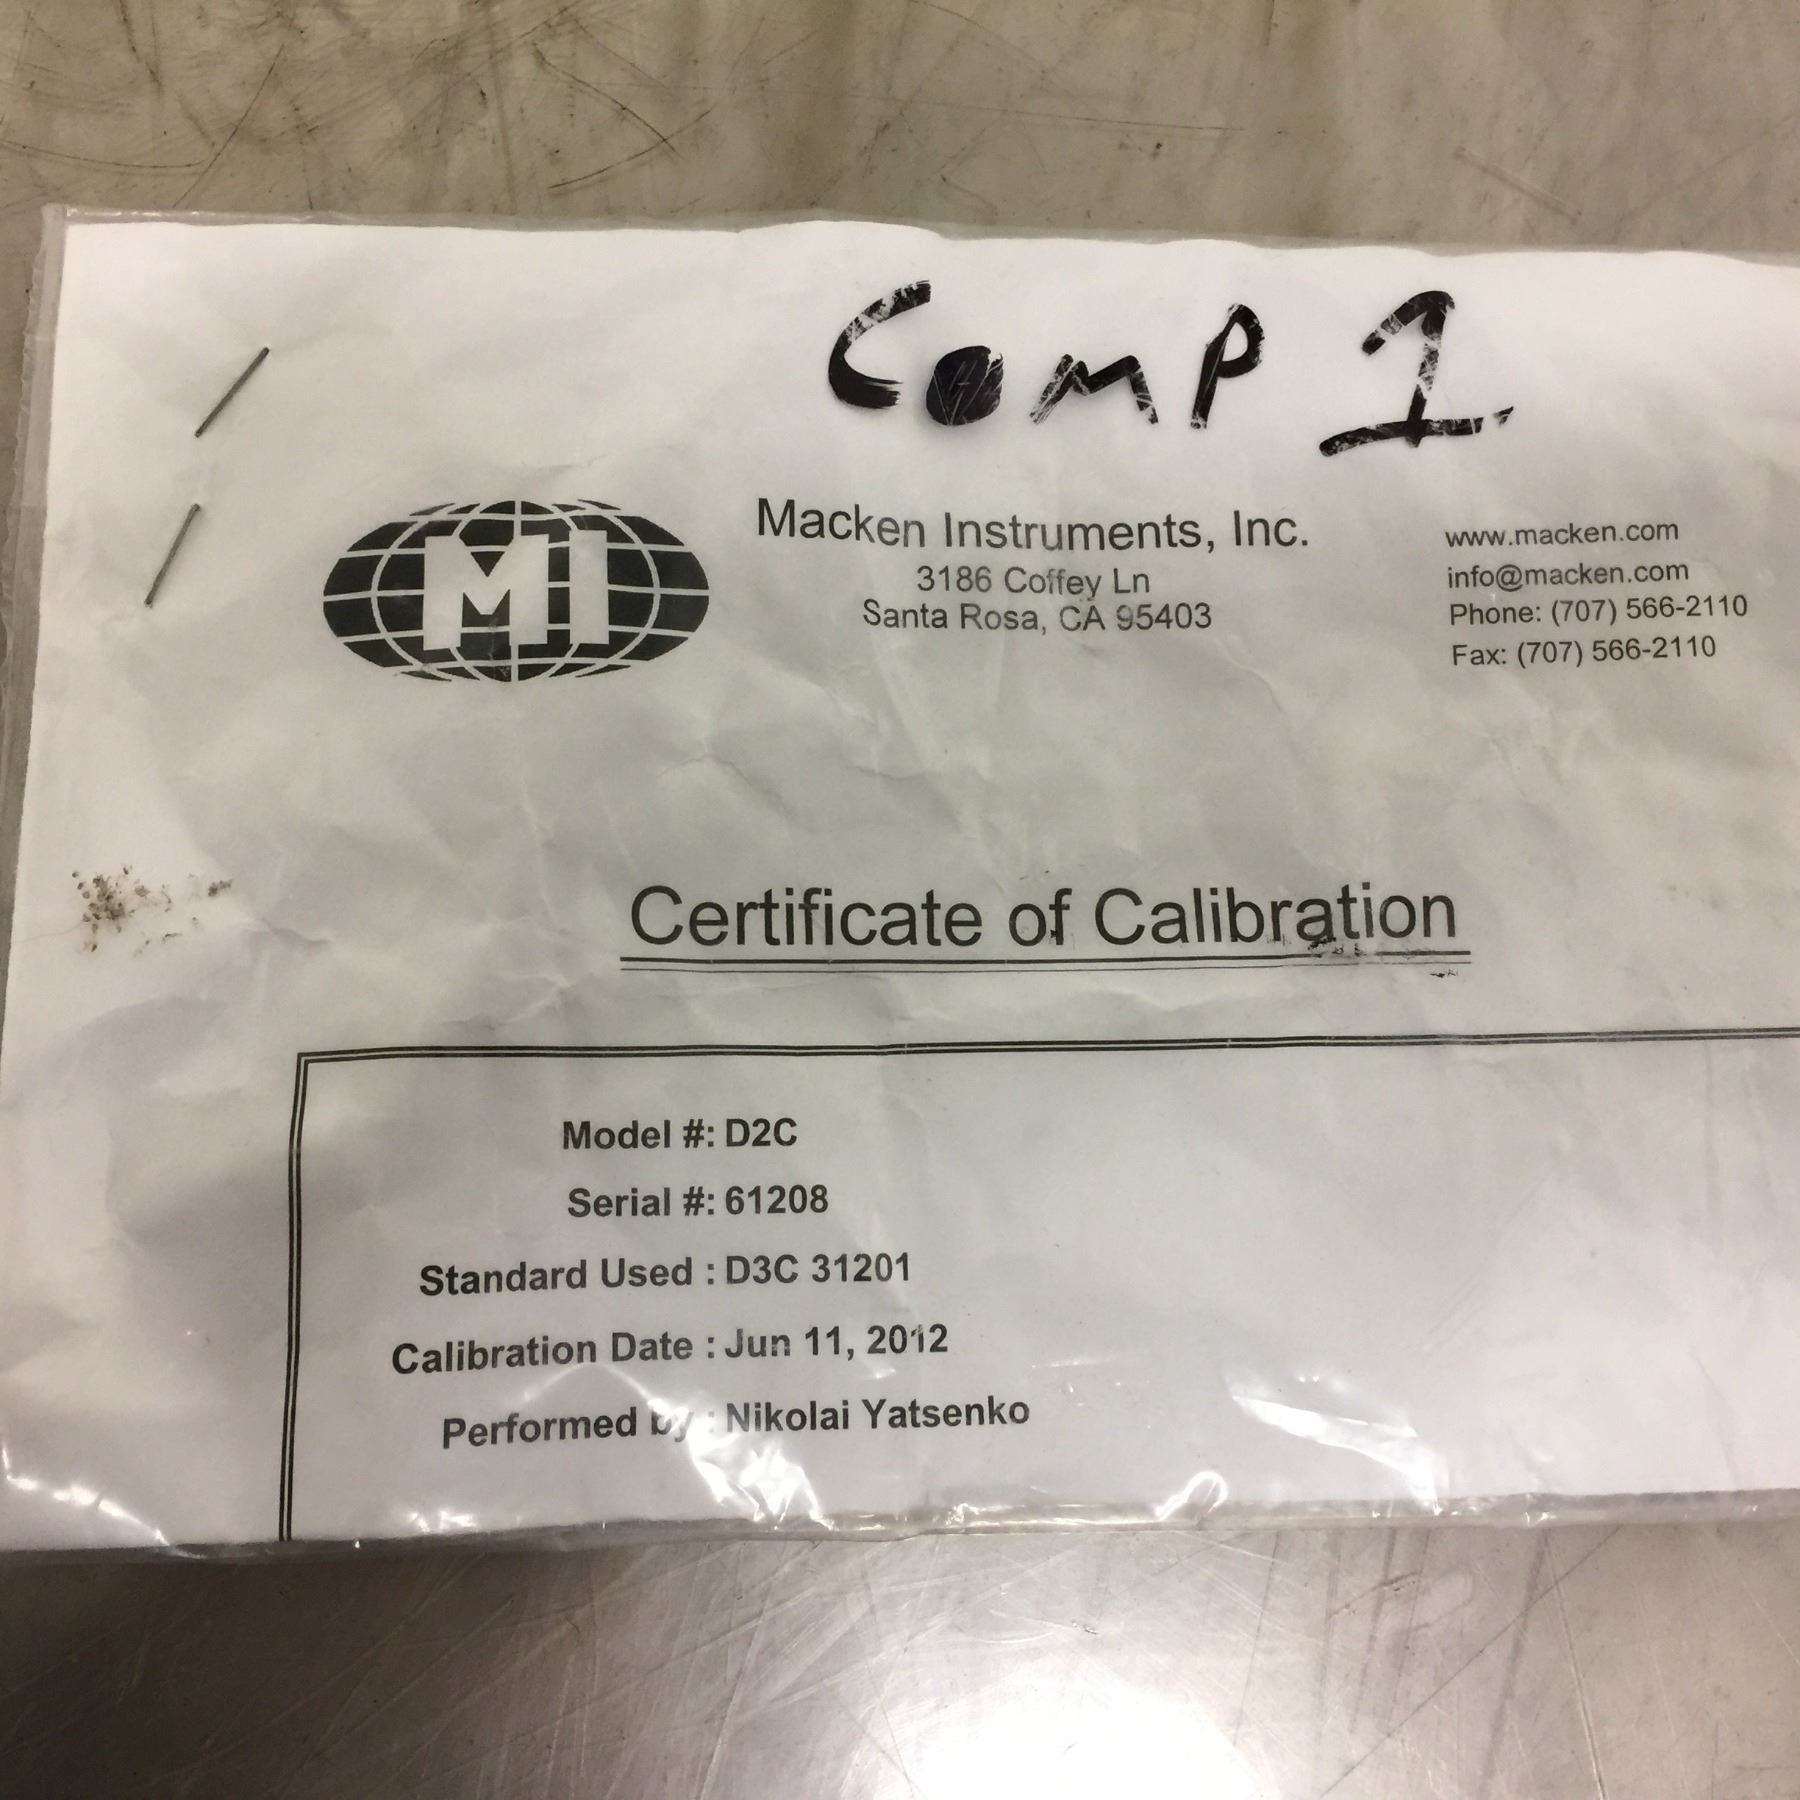 Comp 1
MI
Macken Instruments, Inc.
3186 Coffey Ln
Santa Rosa, CA 95403
www.macken.com
info@macken.com
Phone: (707) 566-2110
Fax: (707) 566-2110
Certificate of Calibration
Model #: D2C
Serial #: 61208
Standard Used : D3C 31201
Calibration Date : Jun 11, 2012
Performed by : Nikolai Yatsenko